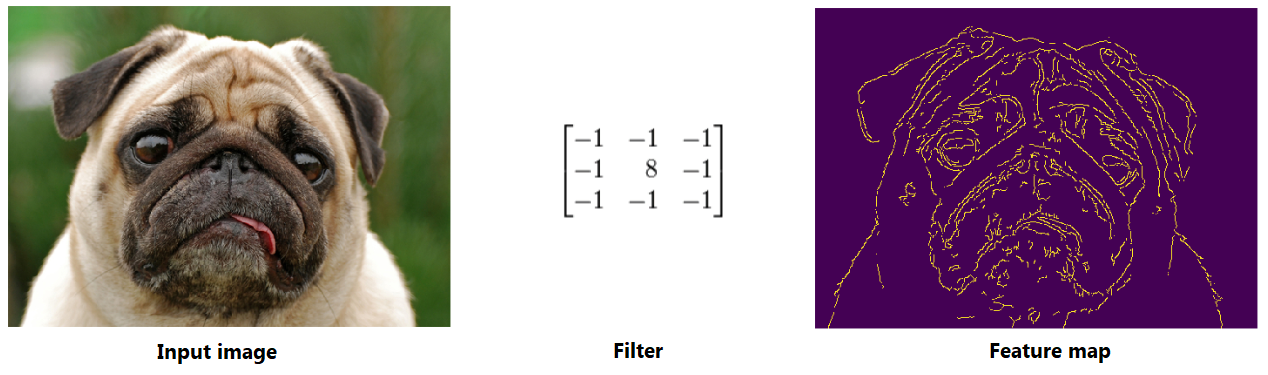 −1 −1 −1
−1 8 −1
−1 −1 −1
Input image
Filter
Feature map